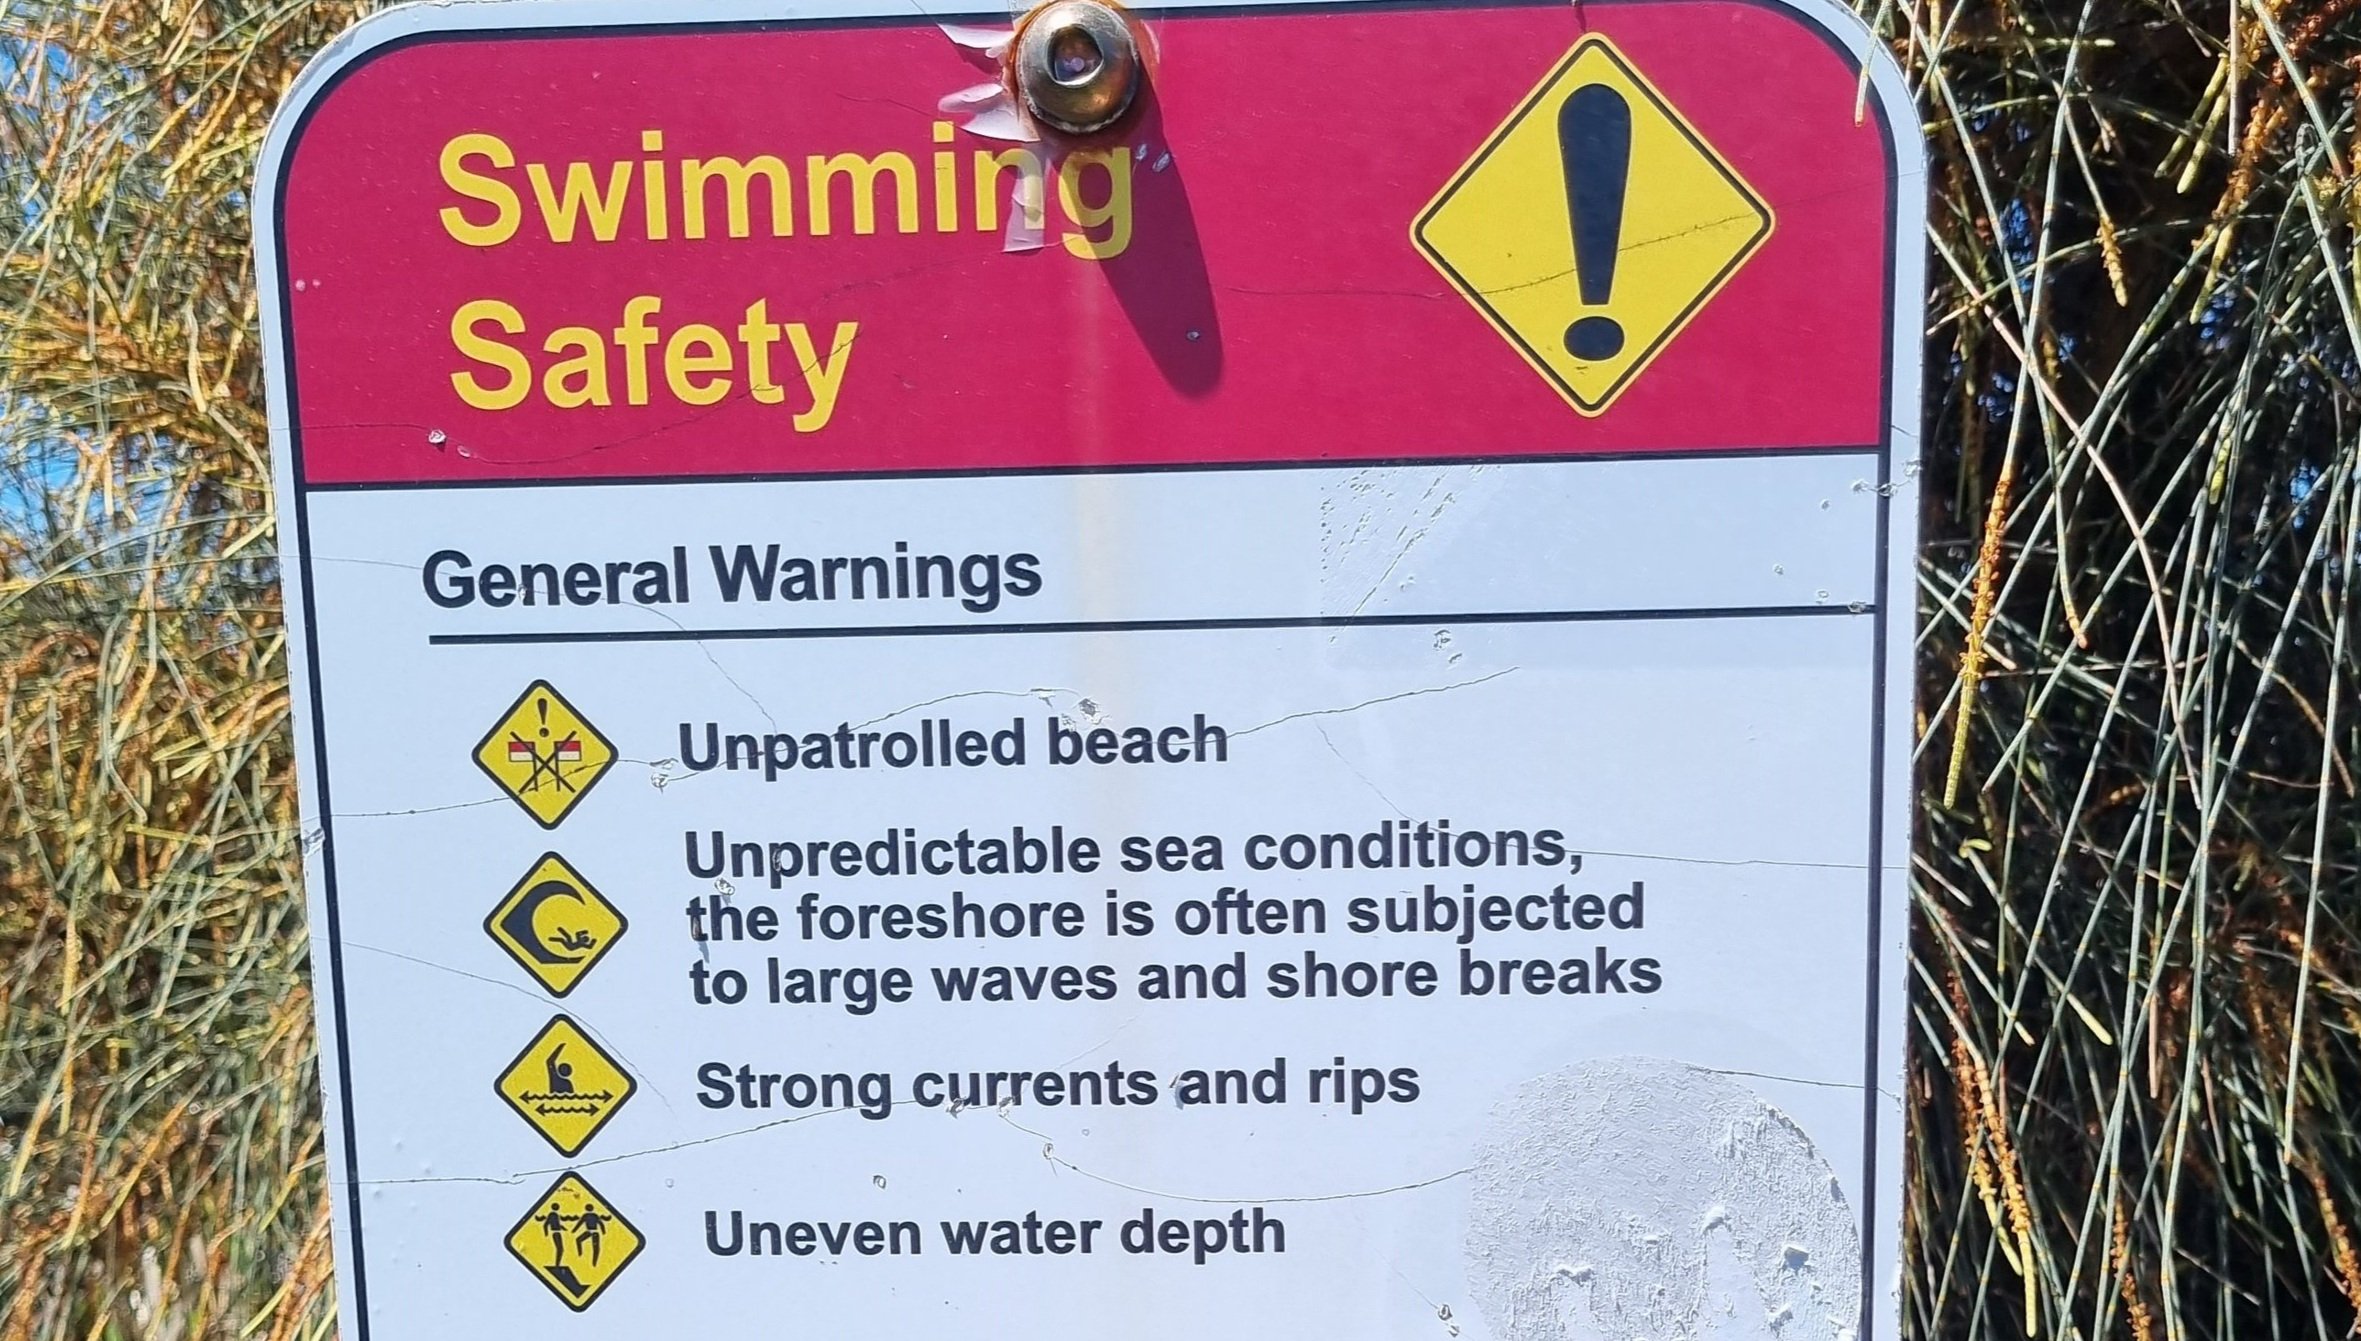 Swimming
Safety
General Warnings
Unpatrolled beach
Unpredictable sea conditions,
the foreshore is often subjected
to large waves and shore breaks
Strong currents and rips
Uneven water depth